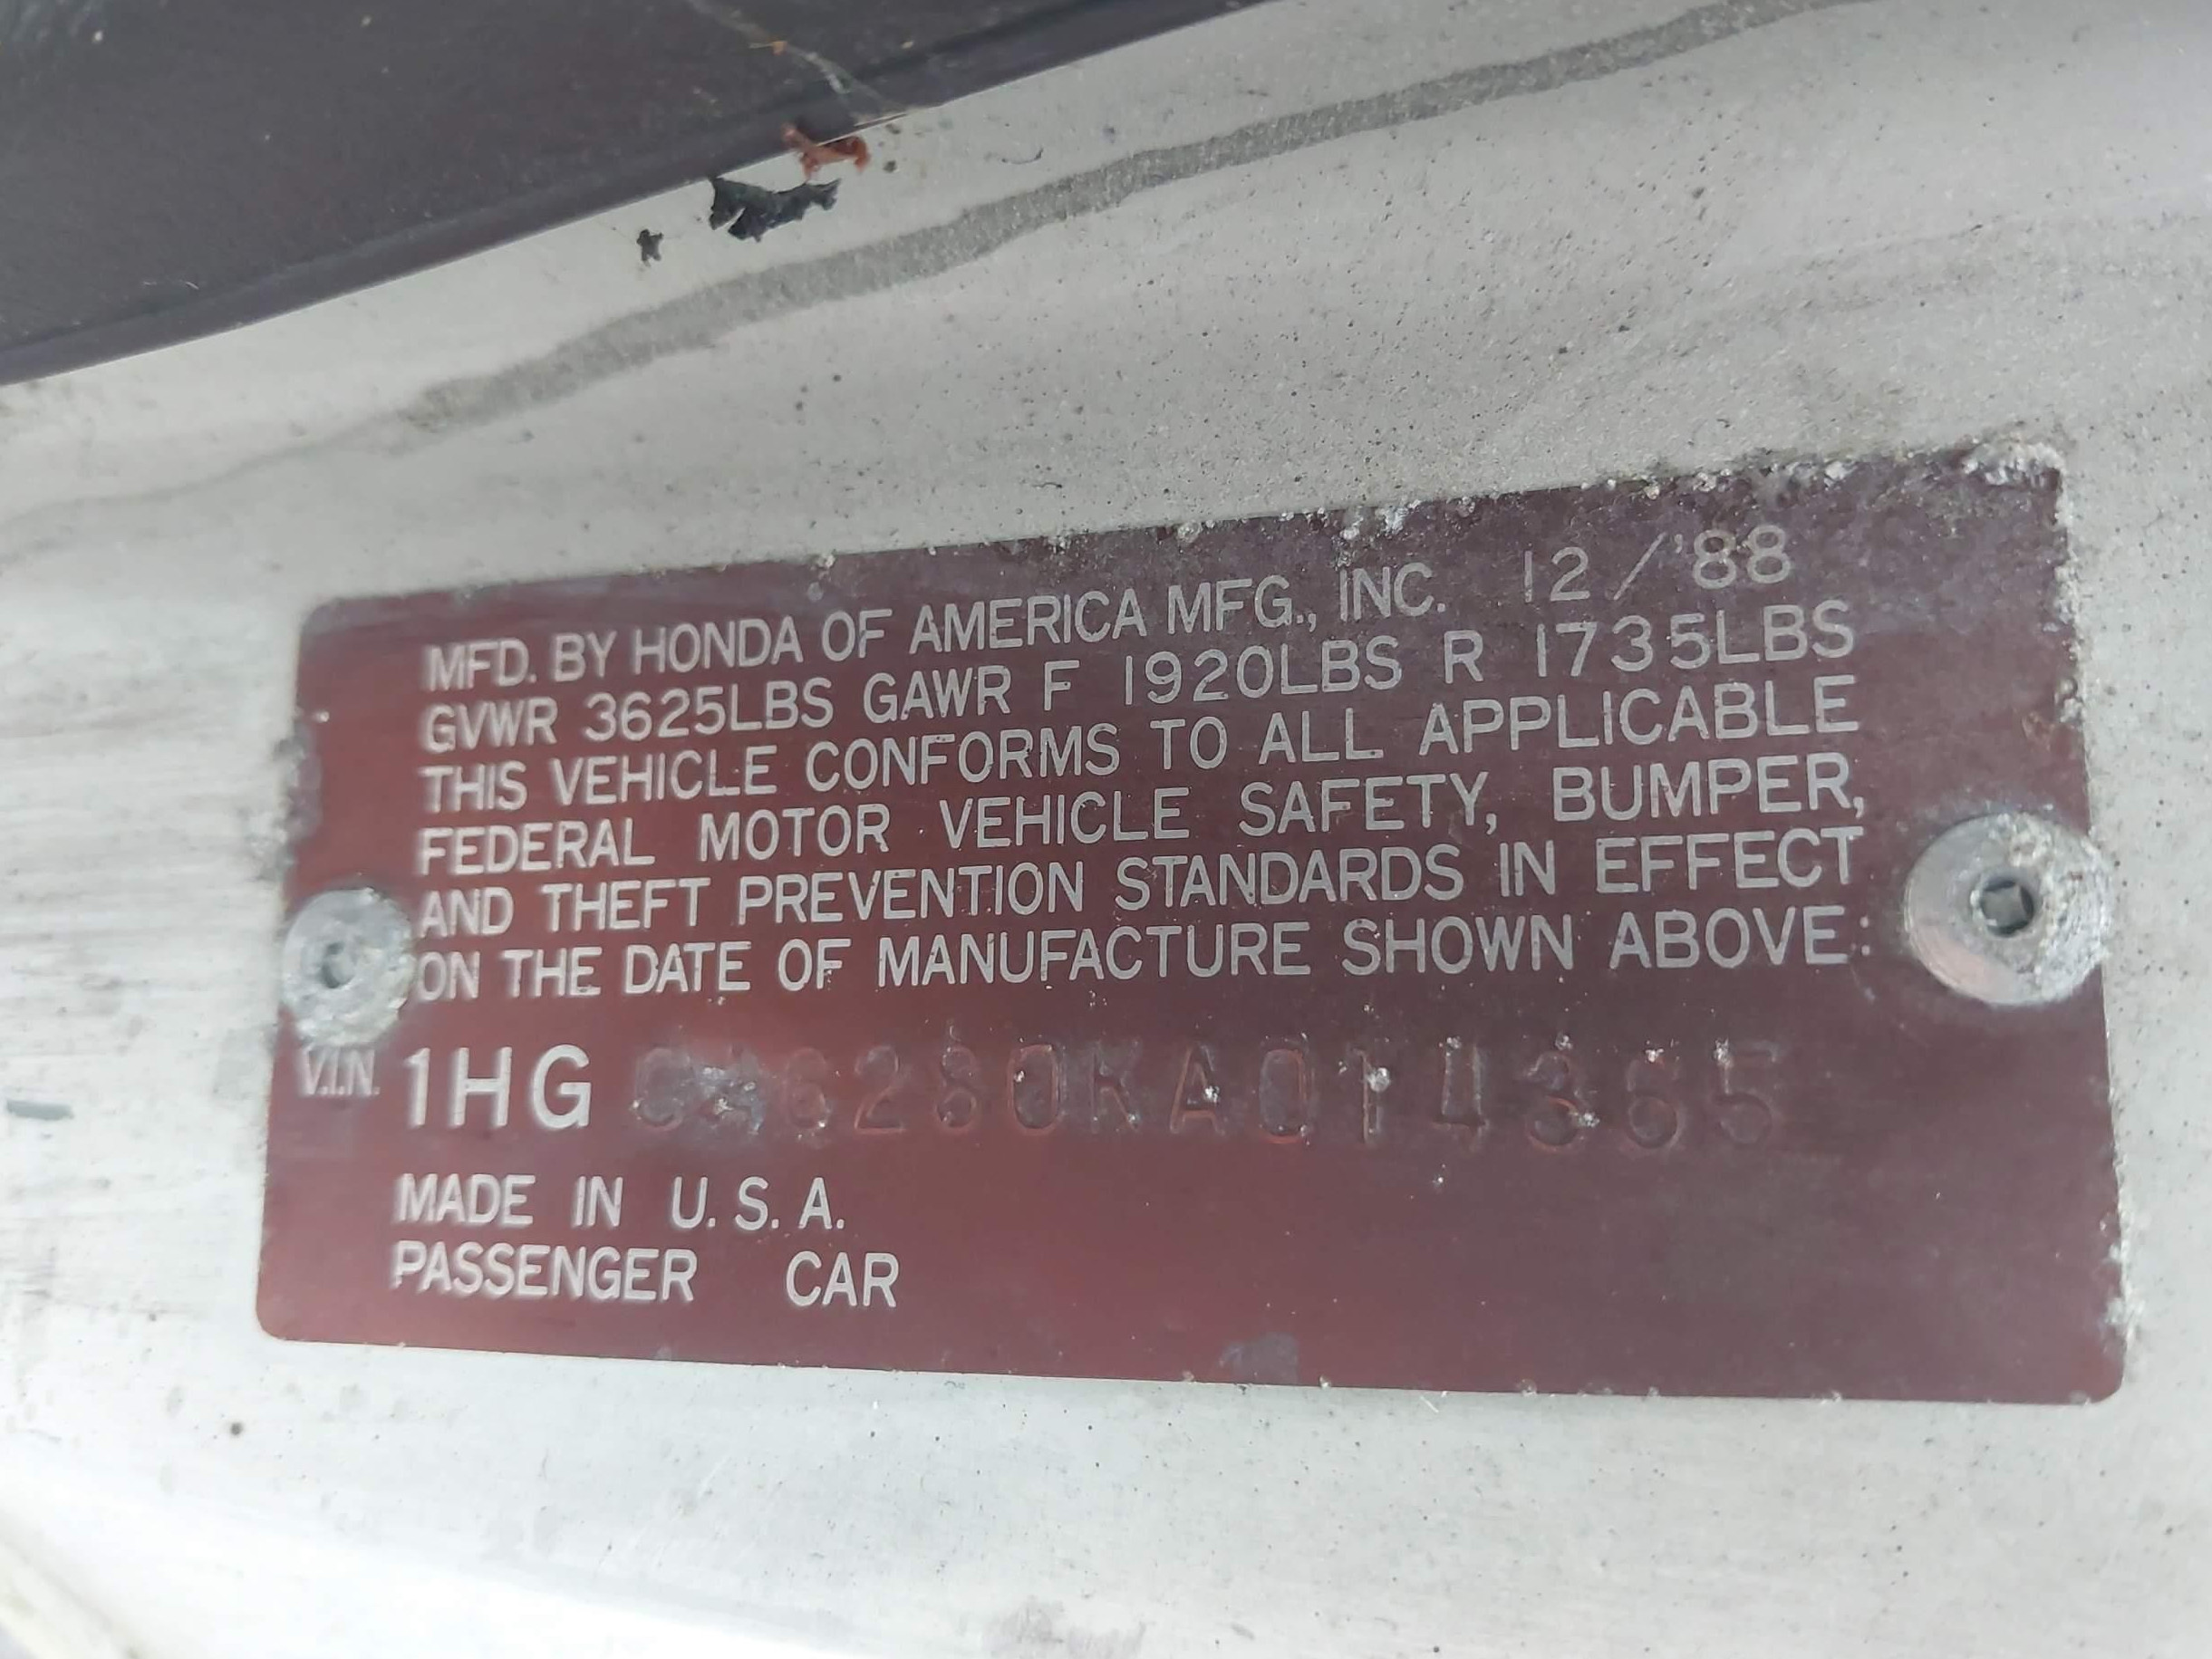 MFD. BY HONDA OF AMERICA MFG., INC. 12/'88
GVWR 3625LBS GAWR F 1920LBS R 1735LBS
THIS VEHICLE CONFORMS TO ALL APPLICABLE
FEDERAL MOTOR VEHICLE SAFETY, BUMPER,
AND THEFT PREVENTION STANDARDS IN EFFECT
ON THE DATE OF MANUFACTURE SHOWN ABOVE:
V.I.N. 1HG CA6280KA014365
MADE IN U.S.A.
PASSENGER CAR